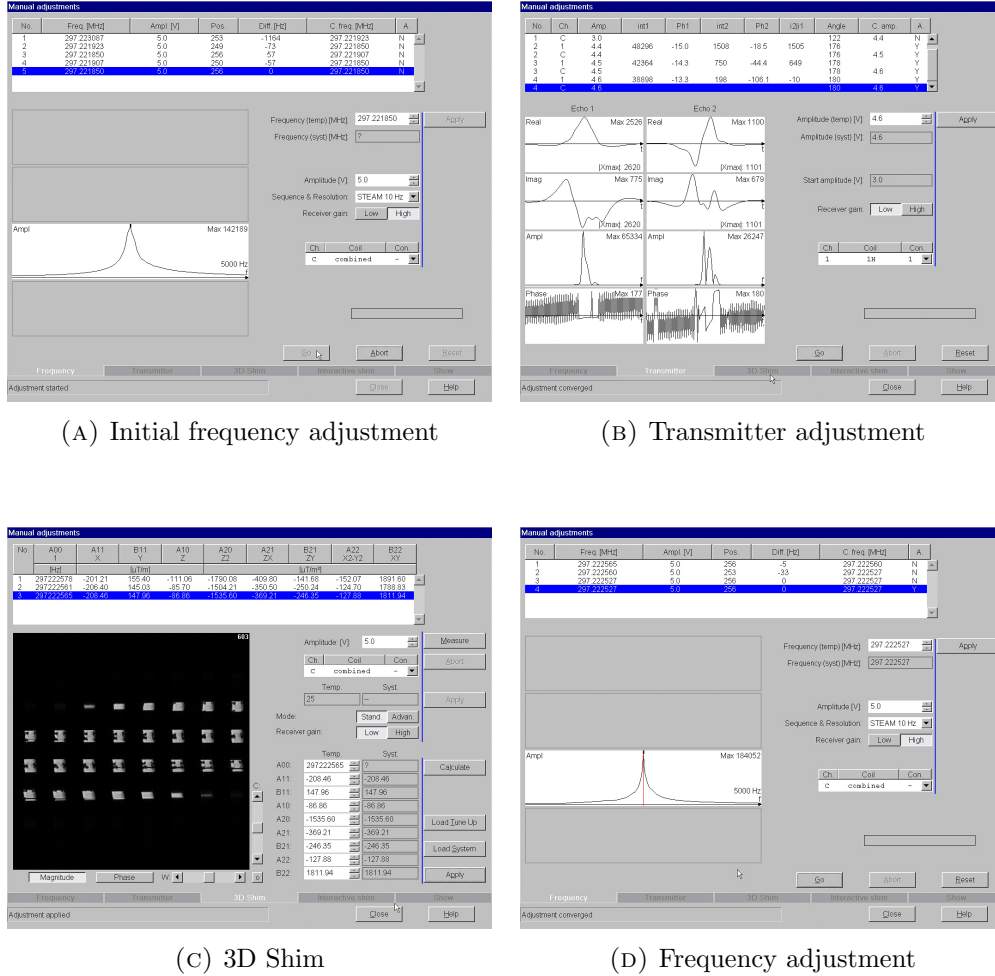 Manual adjustments
No. Freq. [MHz] Ampl. [V] Pos. Diff. [Hz] C. freq. [MHz] A.
1 297.223087 5.0 253 -1164 297.221923 N
2 297.221923 5.0 249 -73 297.221850 N
3 297.221850 5.0 256 57 297.221907 N
4 297.221907 5.0 250 -57 297.221850 N
5 297.221850 5.0 256 0 297.221850 N
Frequency (temp) [MHz]: 297.221850 Apply
Frequency (syst) [MHz]: ?
Amplitude [V]: 5.0
Sequence & Resolution: STEAM 10 Hz
Receiver gain: Low High
Ampl Max 142189
5000 Hz
f
Ch. Coil Con.
C combined -
Go Abort Reset
Frequency Transmitter 3D Shim Interactive shim Show
Adjustment started Close Help
(A) Initial frequency adjustment
Manual adjustments
No. Ch. Amp. int1 Ph1 int2 Ph2 i2/i1 Angle C. amp. A.
1 C 3.0 122 4.4 N
2 1 4.4 48296 -15.0 1508 -18.5 1505 176 Y
2 C 4.4 176 4.5 Y
3 1 4.5 42364 -14.3 750 -44.4 649 178 Y
3 C 4.5 178 4.6 Y
4 1 4.6 38898 -13.3 198 -106.1 -10 180 Y
4 C 4.6 180 4.6 Y
Echo 1 Echo 2
Real Max 2526 Real Max 1100
t t
|Xmax|: 2620 |Xmax|: 1101
Imag Max 775 Imag Max 679
t t
|Xmax|: 2620 |Xmax|: 1101
Ampl Max 65334 Ampl Max 26247
f f
Phase Max 177 Phase Max 180
f f
Amplitude (temp) [V]: 4.6 Apply
Amplitude (syst) [V]: 4.6
Start amplitude [V]: 3.0
Receiver gain: Low High
Ch. Coil Con.
1 1H 1
Go Abort Reset
Frequency Transmitter 3D Shim Interactive shim Show
Adjustment converged Close Help
(B) Transmitter adjustment
Manual adjustments
No. A00 A11 B11 A10 A20 A21 B21 A22 B22
1 X Y Z Z2 ZX ZY X2-Y2 XY
[Hz] [µT/m] [µT/m²]
1 297222578 -201.21 155.40 -111.06 -1790.08 -409.80 -141.68 -152.07 1891.60
2 297222561 -206.40 145.03 -85.70 -1504.21 -350.50 -250.24 -124.70 1788.83
3 297222565 -208.46 147.96 -86.86 -1535.60 -369.21 -246.35 -127.88 1811.94
603
Amplitude [V]: 5.0 Measure
Ch. Coil Con. Abort
C combined -
Temp. Syst.
25 -- Apply
Mode: Stand. Advan.
Receiver gain: Low High
Temp. Syst.
A00: 297222565 ? Calculate
A11: -208.46 -208.46
B11: 147.96 147.96
A10: -86.86 -86.86
A20: -1535.60 -1535.60 Load Tune Up
A21: -369.21 -369.21
B21: -246.35 -246.35 Load System
A22: -127.88 -127.88
B22: 1811.94 1811.94 Apply
C:
Magnitude Phase W: o
Frequency Transmitter 3D Shim Interactive shim Show
Adjustment applied Close Help
(C) 3D Shim
Manual adjustments
No. Freq. [MHz] Ampl. [V] Pos. Diff. [Hz] C. freq. [MHz] A.
1 297.222565 5.0 256 -5 297.222560 N
2 297.222560 5.0 253 -33 297.222527 N
3 297.222527 5.0 256 0 297.222527 N
4 297.222527 5.0 256 0 297.222527 Y
Frequency (temp) [MHz]: 297.222527 Apply
Frequency (syst) [MHz]: 297.222527
Amplitude [V]: 5.0
Sequence & Resolution: STEAM 10 Hz
Receiver gain: Low High
Ampl Max 184052
5000 Hz
f
Ch. Coil Con.
C combined -
Go Abort Reset
Frequency Transmitter 3D Shim Interactive shim Show
Adjustment converged Close Help
(D) Frequency adjustment